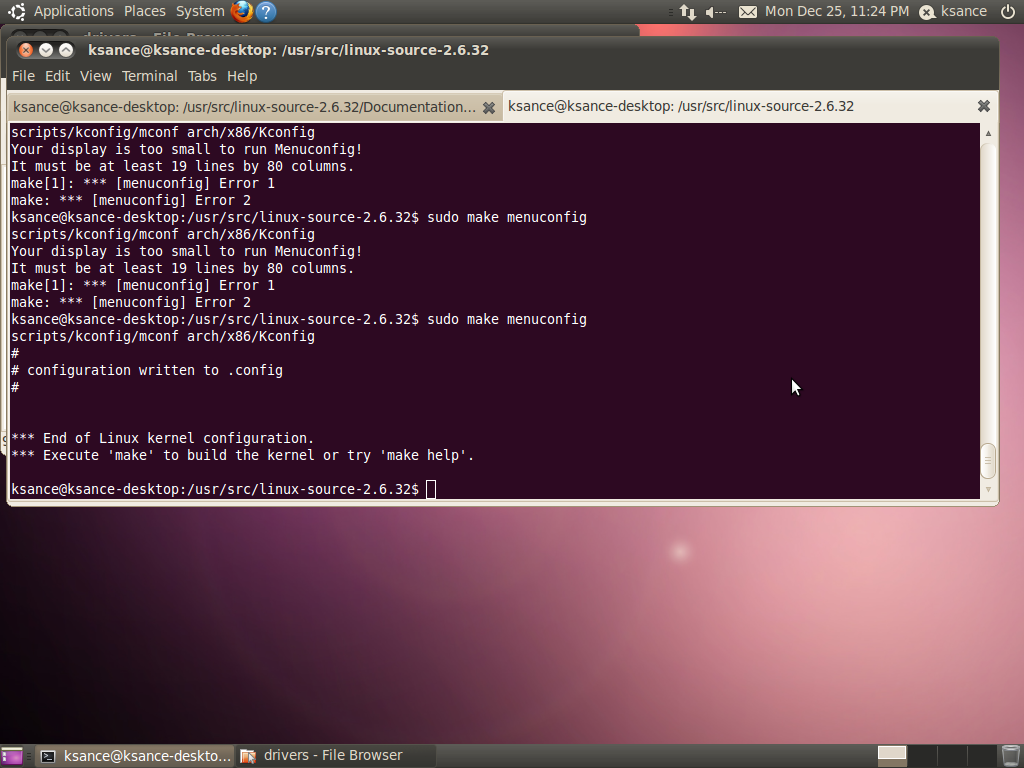 Applications Places System Mon Dec 25, 11:24 PM ksance
drivers - File Browser
ksance@ksance-desktop: /usr/src/linux-source-2.6.32
File Edit View Terminal Tabs Help
ksance@ksance-desktop: /usr/src/linux-source-2.6.32/Documentation... ksance@ksance-desktop: /usr/src/linux-source-2.6.32
scripts/kconfig/mconf arch/x86/Kconfig
Your display is too small to run Menuconfig!
It must be at least 19 lines by 80 columns.
make[1]: *** [menuconfig] Error 1
make: *** [menuconfig] Error 2
ksance@ksance-desktop:/usr/src/linux-source-2.6.32$ sudo make menuconfig
scripts/kconfig/mconf arch/x86/Kconfig
Your display is too small to run Menuconfig!
It must be at least 19 lines by 80 columns.
make[1]: *** [menuconfig] Error 1
make: *** [menuconfig] Error 2
ksance@ksance-desktop:/usr/src/linux-source-2.6.32$ sudo make menuconfig
scripts/kconfig/mconf arch/x86/Kconfig
#
# configuration written to .config
#
*** End of Linux kernel configuration.
*** Execute 'make' to build the kernel or try 'make help'.
ksance@ksance-desktop:/usr/src/linux-source-2.6.32$
ksance@ksance-deskto... drivers - File Browser